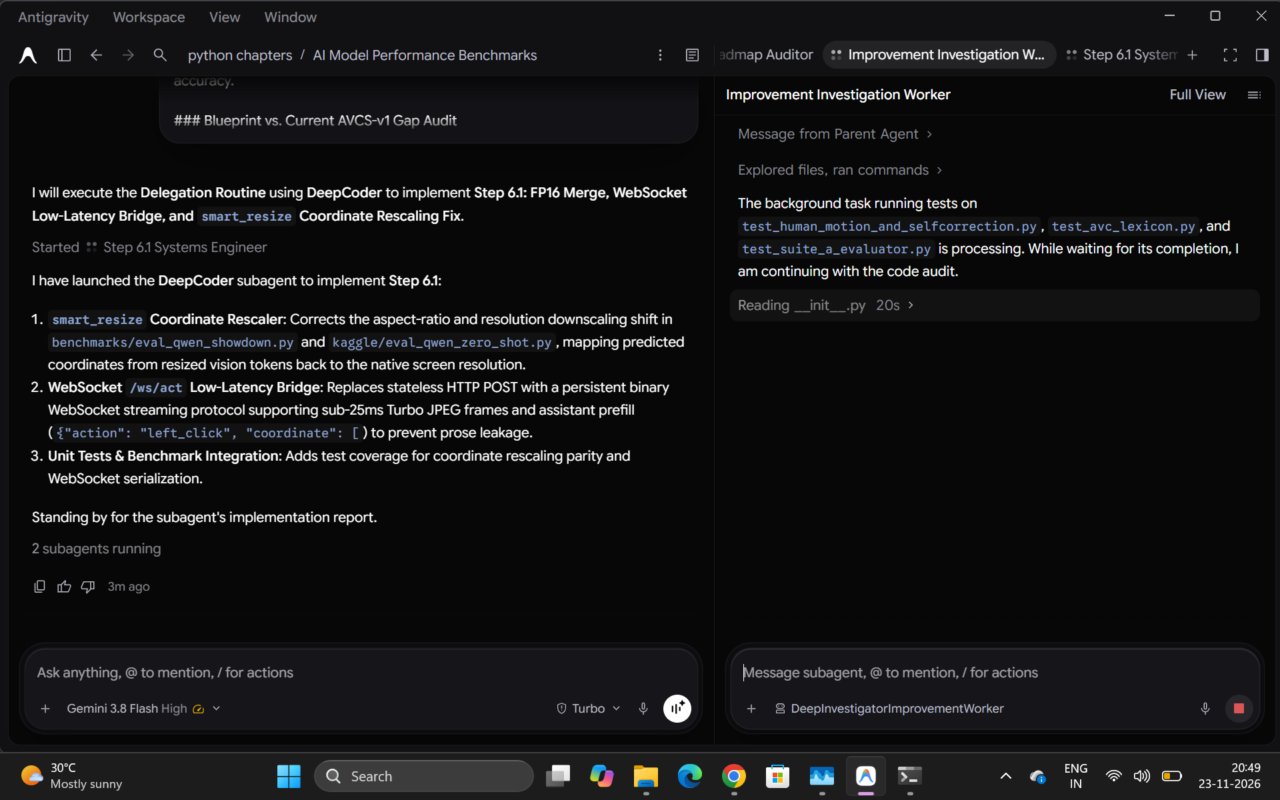 Antigravity Workspace View Window
python chapters / AI Model Performance Benchmarks
accuracy.
### Blueprint vs. Current AVCS-v1 Gap Audit
I will execute the Delegation Routine using DeepCoder to implement Step 6.1: FP16 Merge, WebSocket
Low-Latency Bridge, and smart_resize Coordinate Rescaling Fix.
Started Step 6.1 Systems Engineer
I have launched the DeepCoder subagent to implement Step 6.1:
1. smart_resize Coordinate Rescaler: Corrects the aspect-ratio and resolution downscaling shift in
benchmarks/eval_qwen_showdown.py and kaggle/eval_qwen_zero_shot.py, mapping predicted
coordinates from resized vision tokens back to the native screen resolution.
2. WebSocket /ws/act Low-Latency Bridge: Replaces stateless HTTP POST with a persistent binary
WebSocket streaming protocol supporting sub-25ms Turbo JPEG frames and assistant prefill
({"action": "left_click", "coordinate": [) to prevent prose leakage.
3. Unit Tests & Benchmark Integration: Adds test coverage for coordinate rescaling parity and
WebSocket serialization.
Standing by for the subagent's implementation report.
2 subagents running
3m ago
Ask anything, @ to mention, / for actions
Gemini 3.8 Flash High
Turbo
admap Auditor Improvement Investigation W... Step 6.1 System
Improvement Investigation Worker Full View
Message from Parent Agent >
Explored files, ran commands >
The background task running tests on
test_human_motion_and_selfcorrection.py, test_avc_lexicon.py, and
test_suite_a_evaluator.py is processing. While waiting for its completion, I
am continuing with the code audit.
Reading __init__.py 20s >
Message subagent, @ to mention, / for actions
DeepInvestigatorImprovementWorker
30°C
Mostly sunny
Search
ENG
IN
20:49
23-11-2026